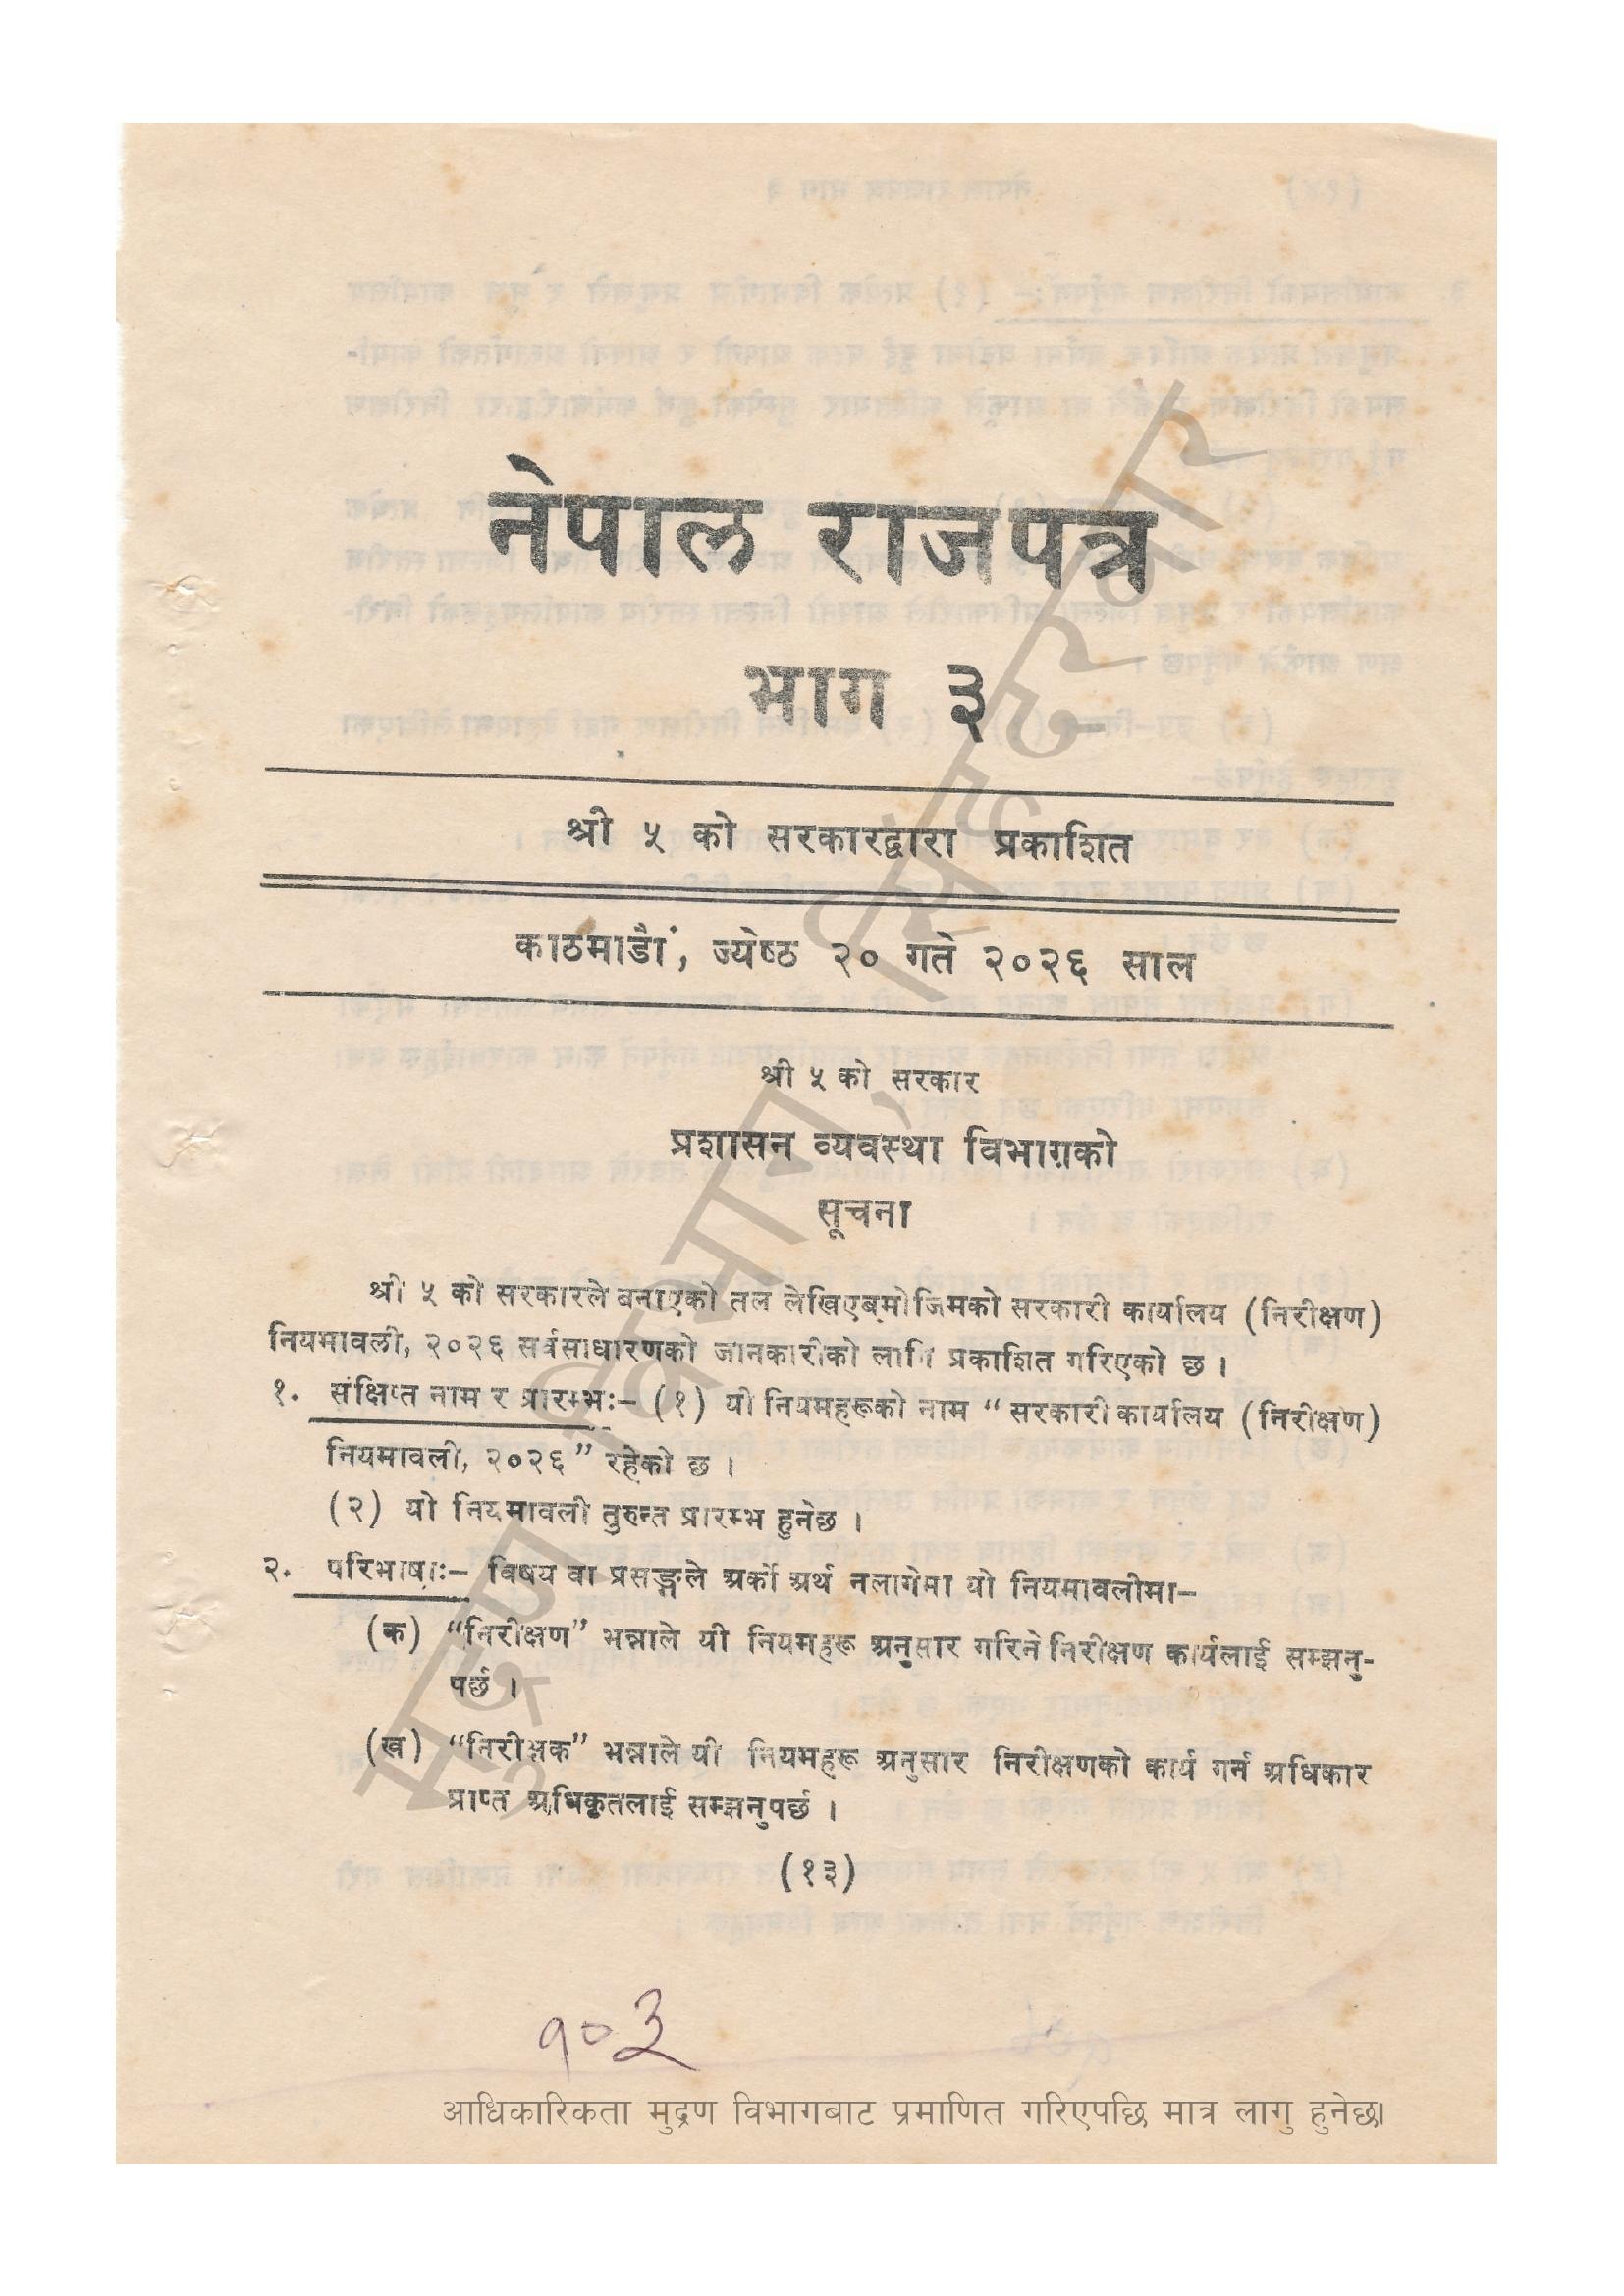 नेपाल राजपत्र
भाग ३
श्री ५ को सरकारद्वारा प्रकाशित
काठमाडौं, ज्येष्ठ २० गते २०२६ साल
श्री ५ को सरकार
प्रशासन व्यवस्था विभागको
सूचना
श्री ५ को सरकारले बनाएको तल लेखिएबमोजिमको सरकारी कार्यालय (निरीक्षण)
नियमावली, २०२६ सर्वसाधारणको जानकारीको लागि प्रकाशित गरिएको छ ।
१. संक्षिप्त नाम र प्रारम्भः– (१) यो नियमहरूको नाम “सरकारी कार्यालय (निरीक्षण)
नियमावली, २०२६” रहेको छ ।
(२) यो नियमावली तुरुन्त प्रारम्भ हुनेछ ।
२. परिभाषाः– विषय वा प्रसङ्गले अर्को अर्थ नलागेमा यो नियमावलीमा–
(क) “निरीक्षण” भन्नाले यी नियमहरू अनुसार गरिने निरीक्षण कार्यलाई सम्झनु-
पर्छ ।
(ख) “निरीक्षक” भन्नाले यी नियमहरू अनुसार निरीक्षणको कार्य गर्न अधिकार
प्राप्त अधिकृतलाई सम्झनुपर्छ ।
(१३)
१०३
आधिकारिकता मुद्रण विभागबाट प्रमाणित गरिएपछि मात्र लागु हुनेछ।
मुद्रण विभाग, सिंहदरबार